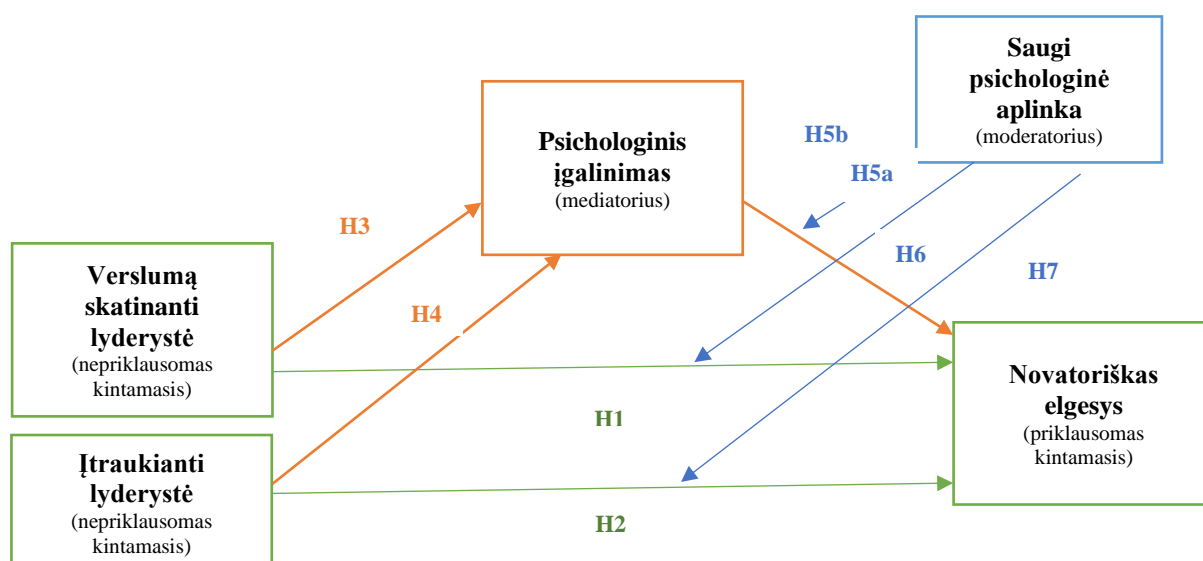 Saugi
psichologinė
aplinka
(moderatorius)
Psichologinis
įgalinimas
(mediatorius)
H5b
H5a
H3
H6
H7
Verslumą
skatinanti
lyderystė
(nepriklausomas
kintamasis)
H4
Novatoriškas
elgesys
(priklausomas
kintamasis)
H1
Įtraukianti
lyderystė
(nepriklausomas
kintamasis)
H2